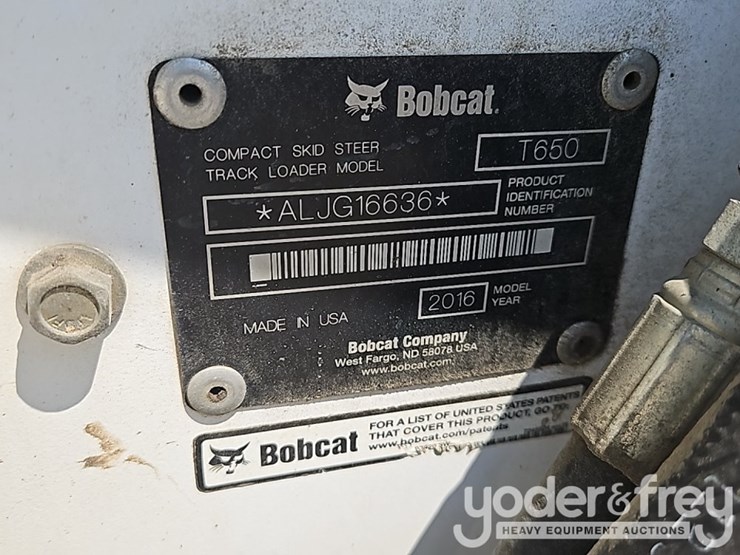 Bobcat
COMPACT SKID STEER
TRACK LOADER MODEL
T650
*ALJG16636*
PRODUCT
IDENTIFICATION
NUMBER
MADE IN USA
2016
MODEL
YEAR
Bobcat Company
West Fargo, ND 58078 USA
www.bobcat.com
Bobcat
FOR A LIST OF UNITED STATES PATENTS
THAT COVER THIS PRODUCT, GO TO:
www.bobcat.com/patents
yoder&frey
HEAVY EQUIPMENT AUCTIONS